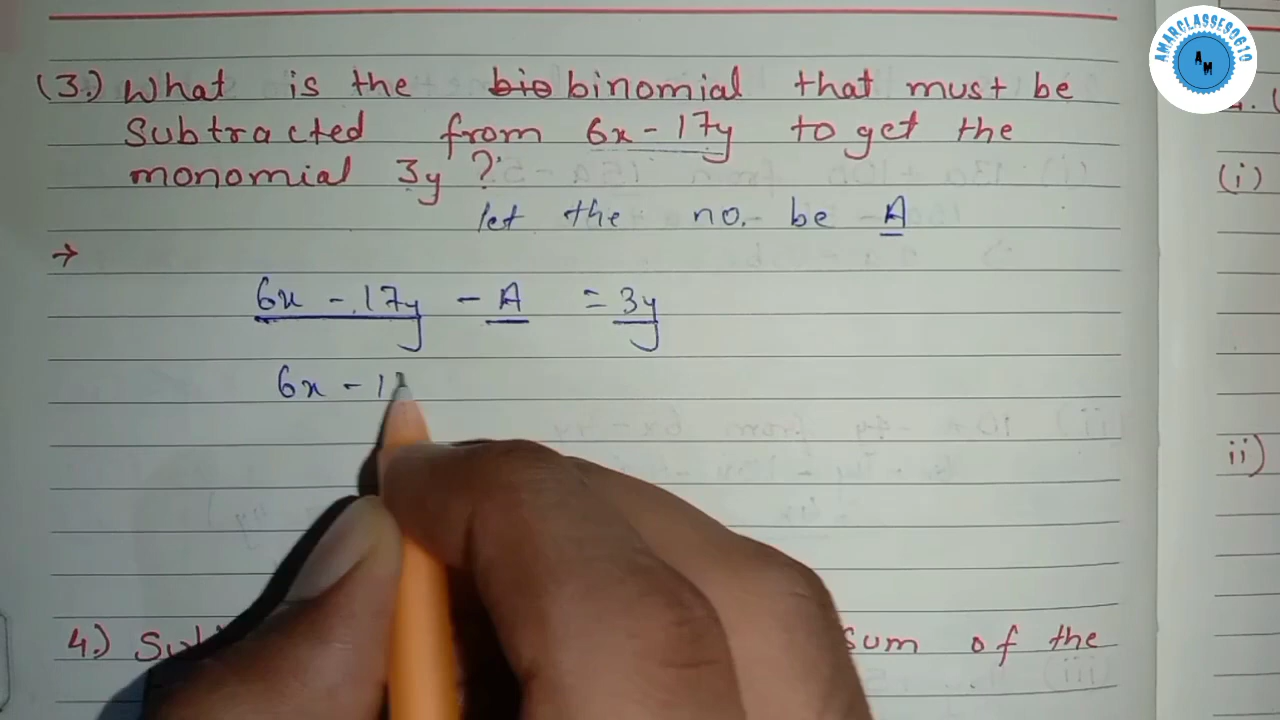 AMARCLASSES0610
AM
(3.) What is the bio binomial that must be
Subtracted from 6x - 17y to get the
monomial 3y ?
let the no. be A
→
6x - 17y - A = 3y
6x - 1
4.) sum of the
(i)
ii)